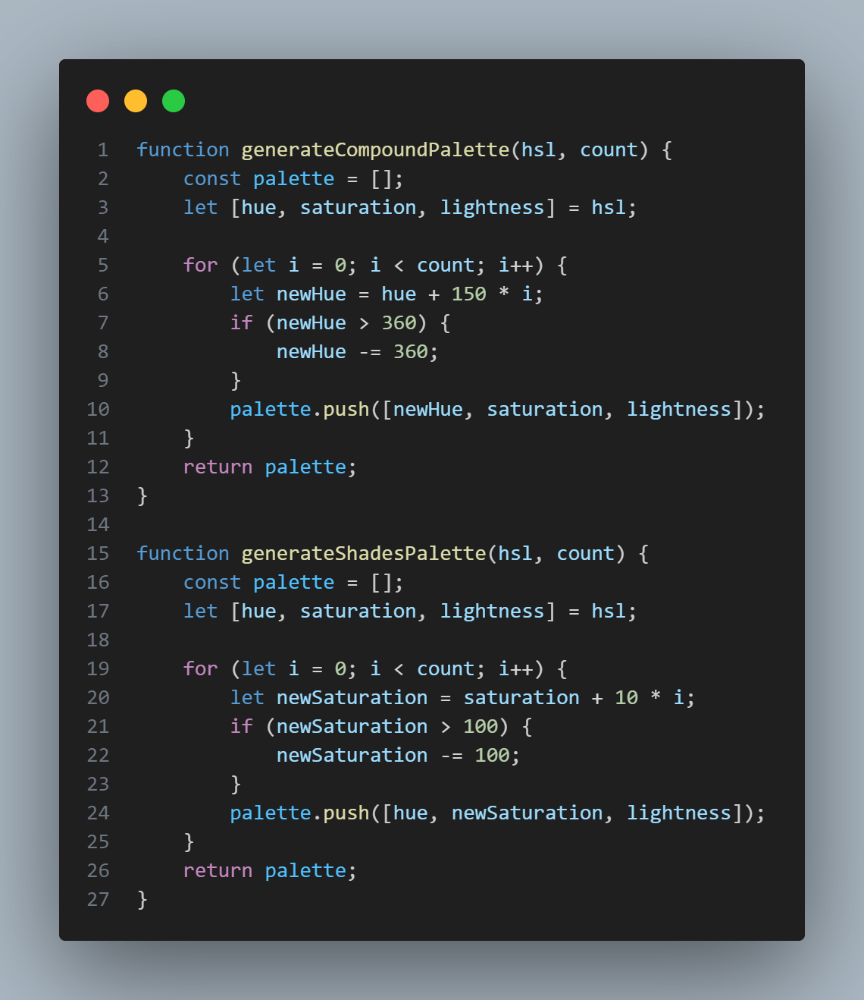 1 function generateCompoundPalette(hsl, count) {
2     const palette = [];
3     let [hue, saturation, lightness] = hsl;
4
5     for (let i = 0; i < count; i++) {
6         let newHue = hue + 150 * i;
7         if (newHue > 360) {
8             newHue -= 360;
9         }
10         palette.push([newHue, saturation, lightness]);
11     }
12     return palette;
13 }
14
15 function generateShadesPalette(hsl, count) {
16     const palette = [];
17     let [hue, saturation, lightness] = hsl;
18
19     for (let i = 0; i < count; i++) {
20         let newSaturation = saturation + 10 * i;
21         if (newSaturation > 100) {
22             newSaturation -= 100;
23         }
24         palette.push([hue, newSaturation, lightness]);
25     }
26     return palette;
27 }